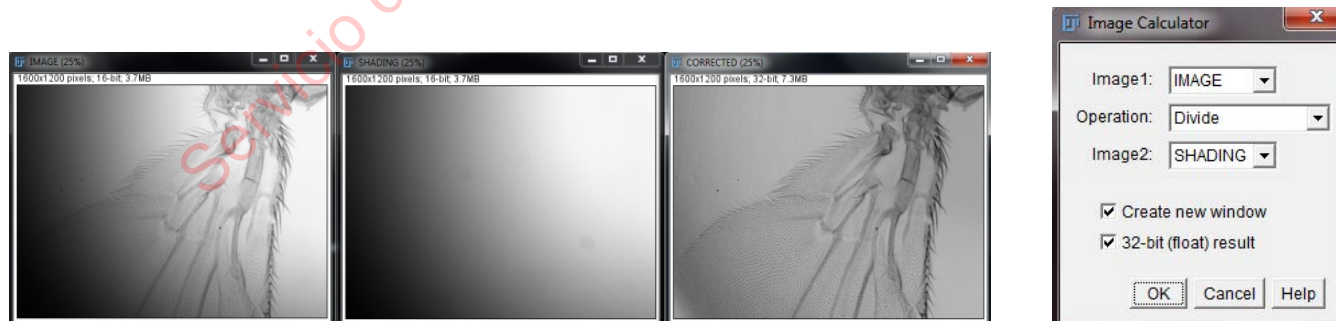 IMAGE (25%)
1600x1200 pixels; 16-bit; 3.7MB
SHADING (25%)
1600x1200 pixels; 16-bit; 3.7MB
CORRECTED (25%)
1600x1200 pixels; 32-bit; 7.3MB
Servicio
Image Calculator
Image1: IMAGE
Operation: Divide
Image2: SHADING
Create new window
32-bit (float) result
OK Cancel Help